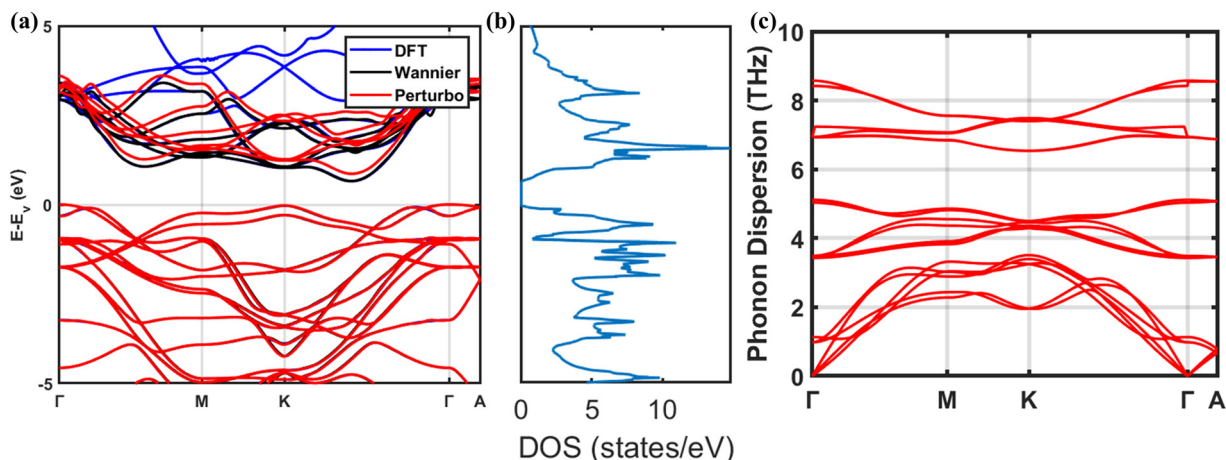 (a)
5
0
-5
E-Eᵥ (eV)
DFT
Wannier
Perturbo
Γ M K Γ A
(b)
0 5 10
DOS (states/eV)
(c)
10
8
6
4
2
0
Phonon Dispersion (THz)
Γ M K Γ A